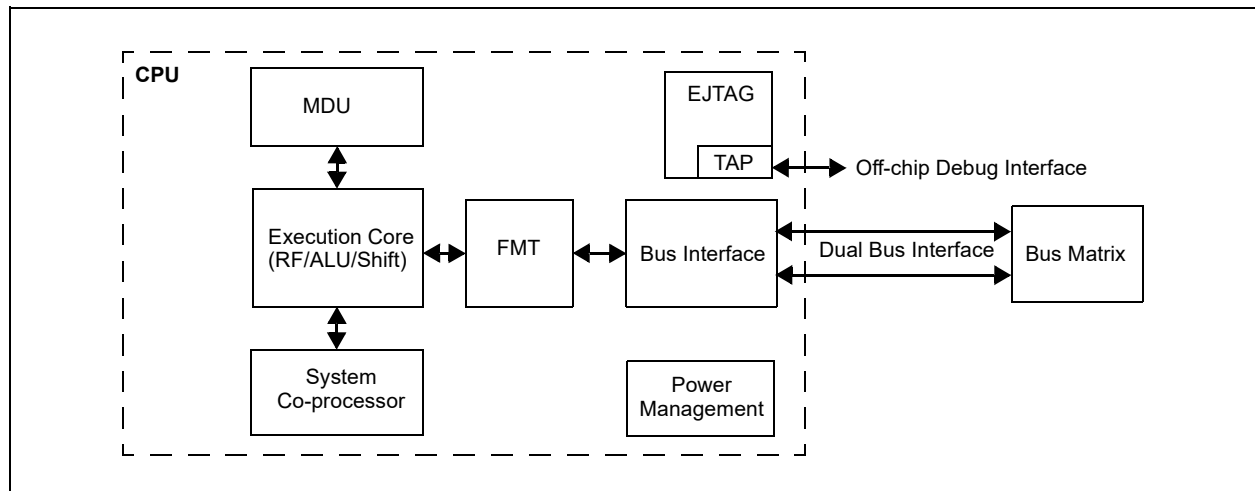 CPU
MDU
EJTAG
TAP
Off-chip Debug Interface
Execution Core
(RF/ALU/Shift)
FMT
Bus Interface
Dual Bus Interface
Bus Matrix
System
Co-processor
Power
Management